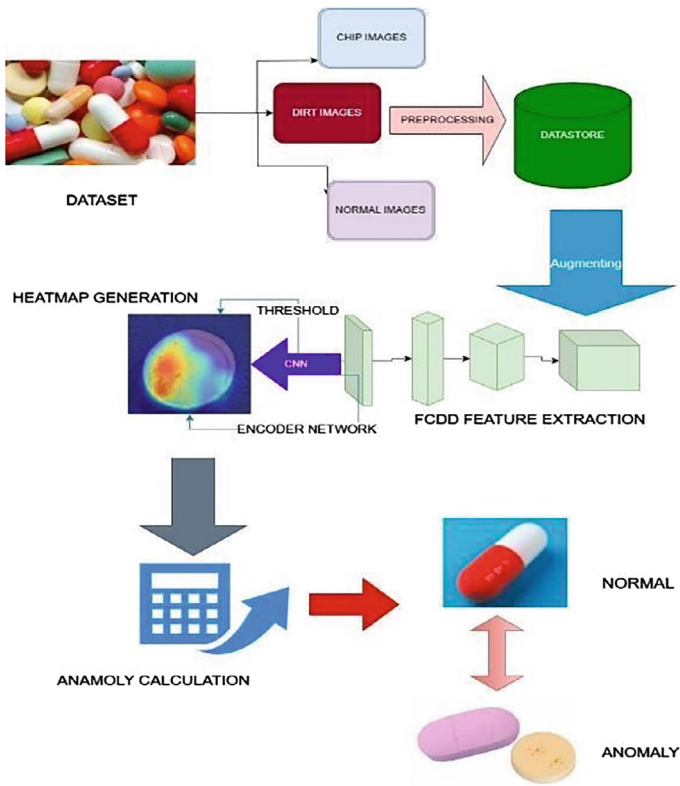 CHIP IMAGES
DIRT IMAGES
PREPROCESSING
DATASTORE
DATASET
NORMAL IMAGES
Augmenting
HEATMAP GENERATION
THRESHOLD
CNN
ENCODER NETWORK
FCDD FEATURE EXTRACTION
NORMAL
ANAMOLY CALCULATION
ANOMALY